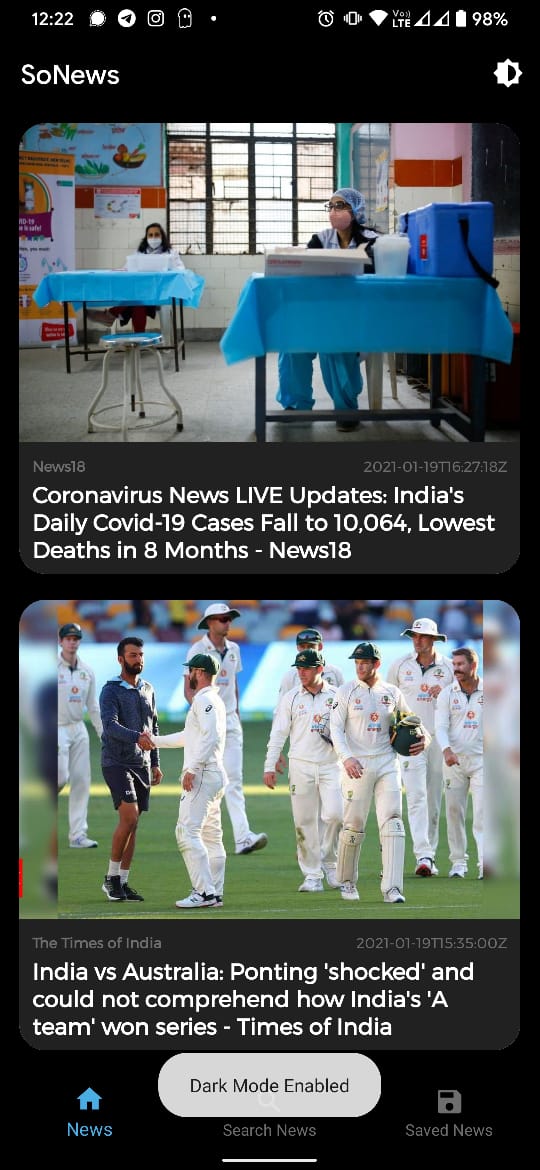 12:22
Vo))
LTE
98%
SoNews
News18
2021-01-19T16:27:18Z
Coronavirus News LIVE Updates: India's
Daily Covid-19 Cases Fall to 10,064, Lowest
Deaths in 8 Months - News18
The Times of India
2021-01-19T15:35:00Z
India vs Australia: Ponting 'shocked' and
could not comprehend how India's 'A
team' won series - Times of India
Dark Mode Enabled
News
Search News
Saved News